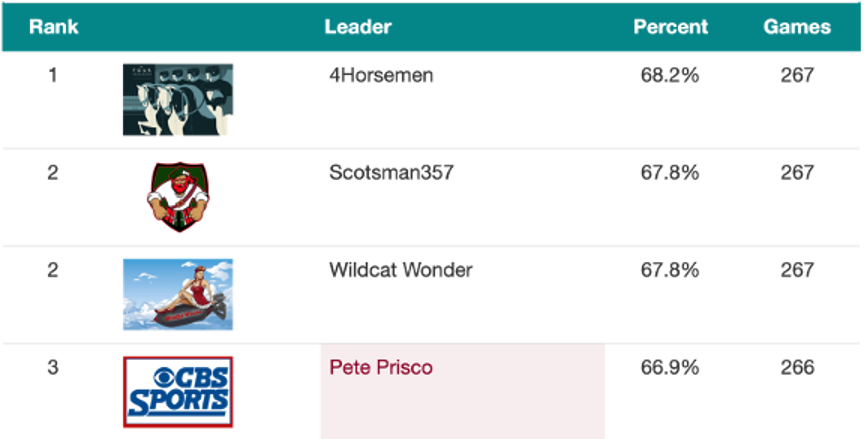 Rank Leader Percent Games
1 4Horsemen 68.2% 267
2 Scotsman357 67.8% 267
2 Wildcat Wonder 67.8% 267
3 CBS SPORTS Pete Prisco 66.9% 266